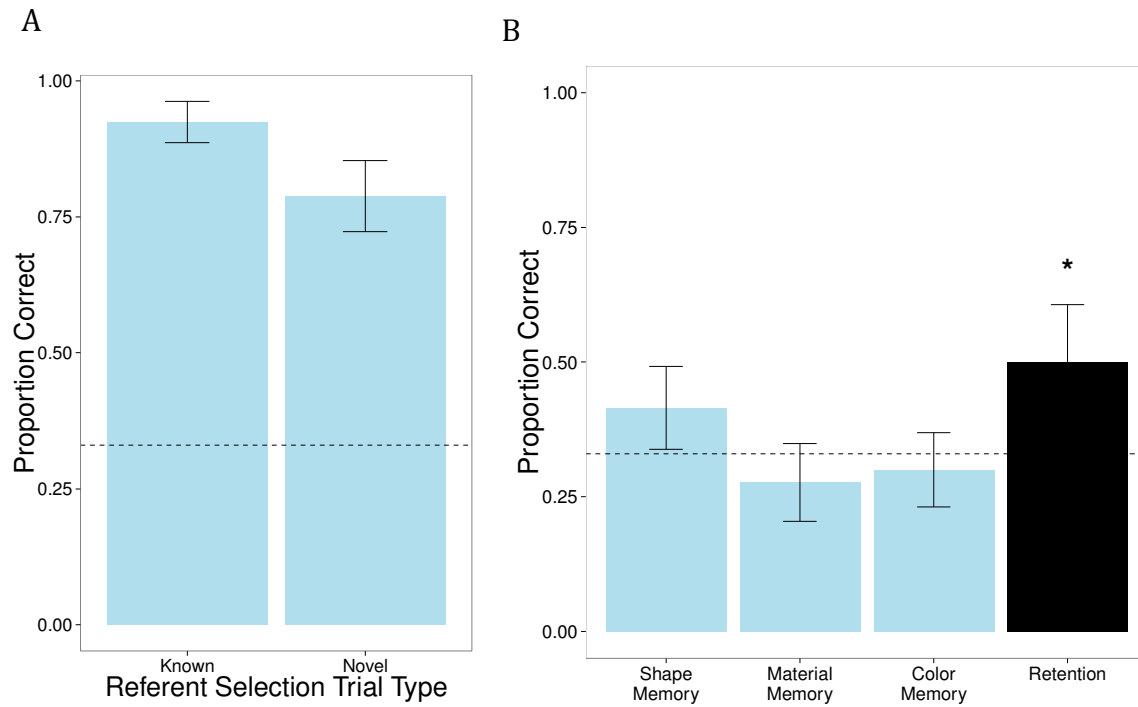 A
1.00
0.75
0.50
0.25
0.00
Proportion Correct
Known
Novel
Referent Selection Trial Type
B
1.00
0.75
0.50
0.25
0.00
Proportion Correct
*
Shape
Memory
Material
Memory
Color
Memory
Retention